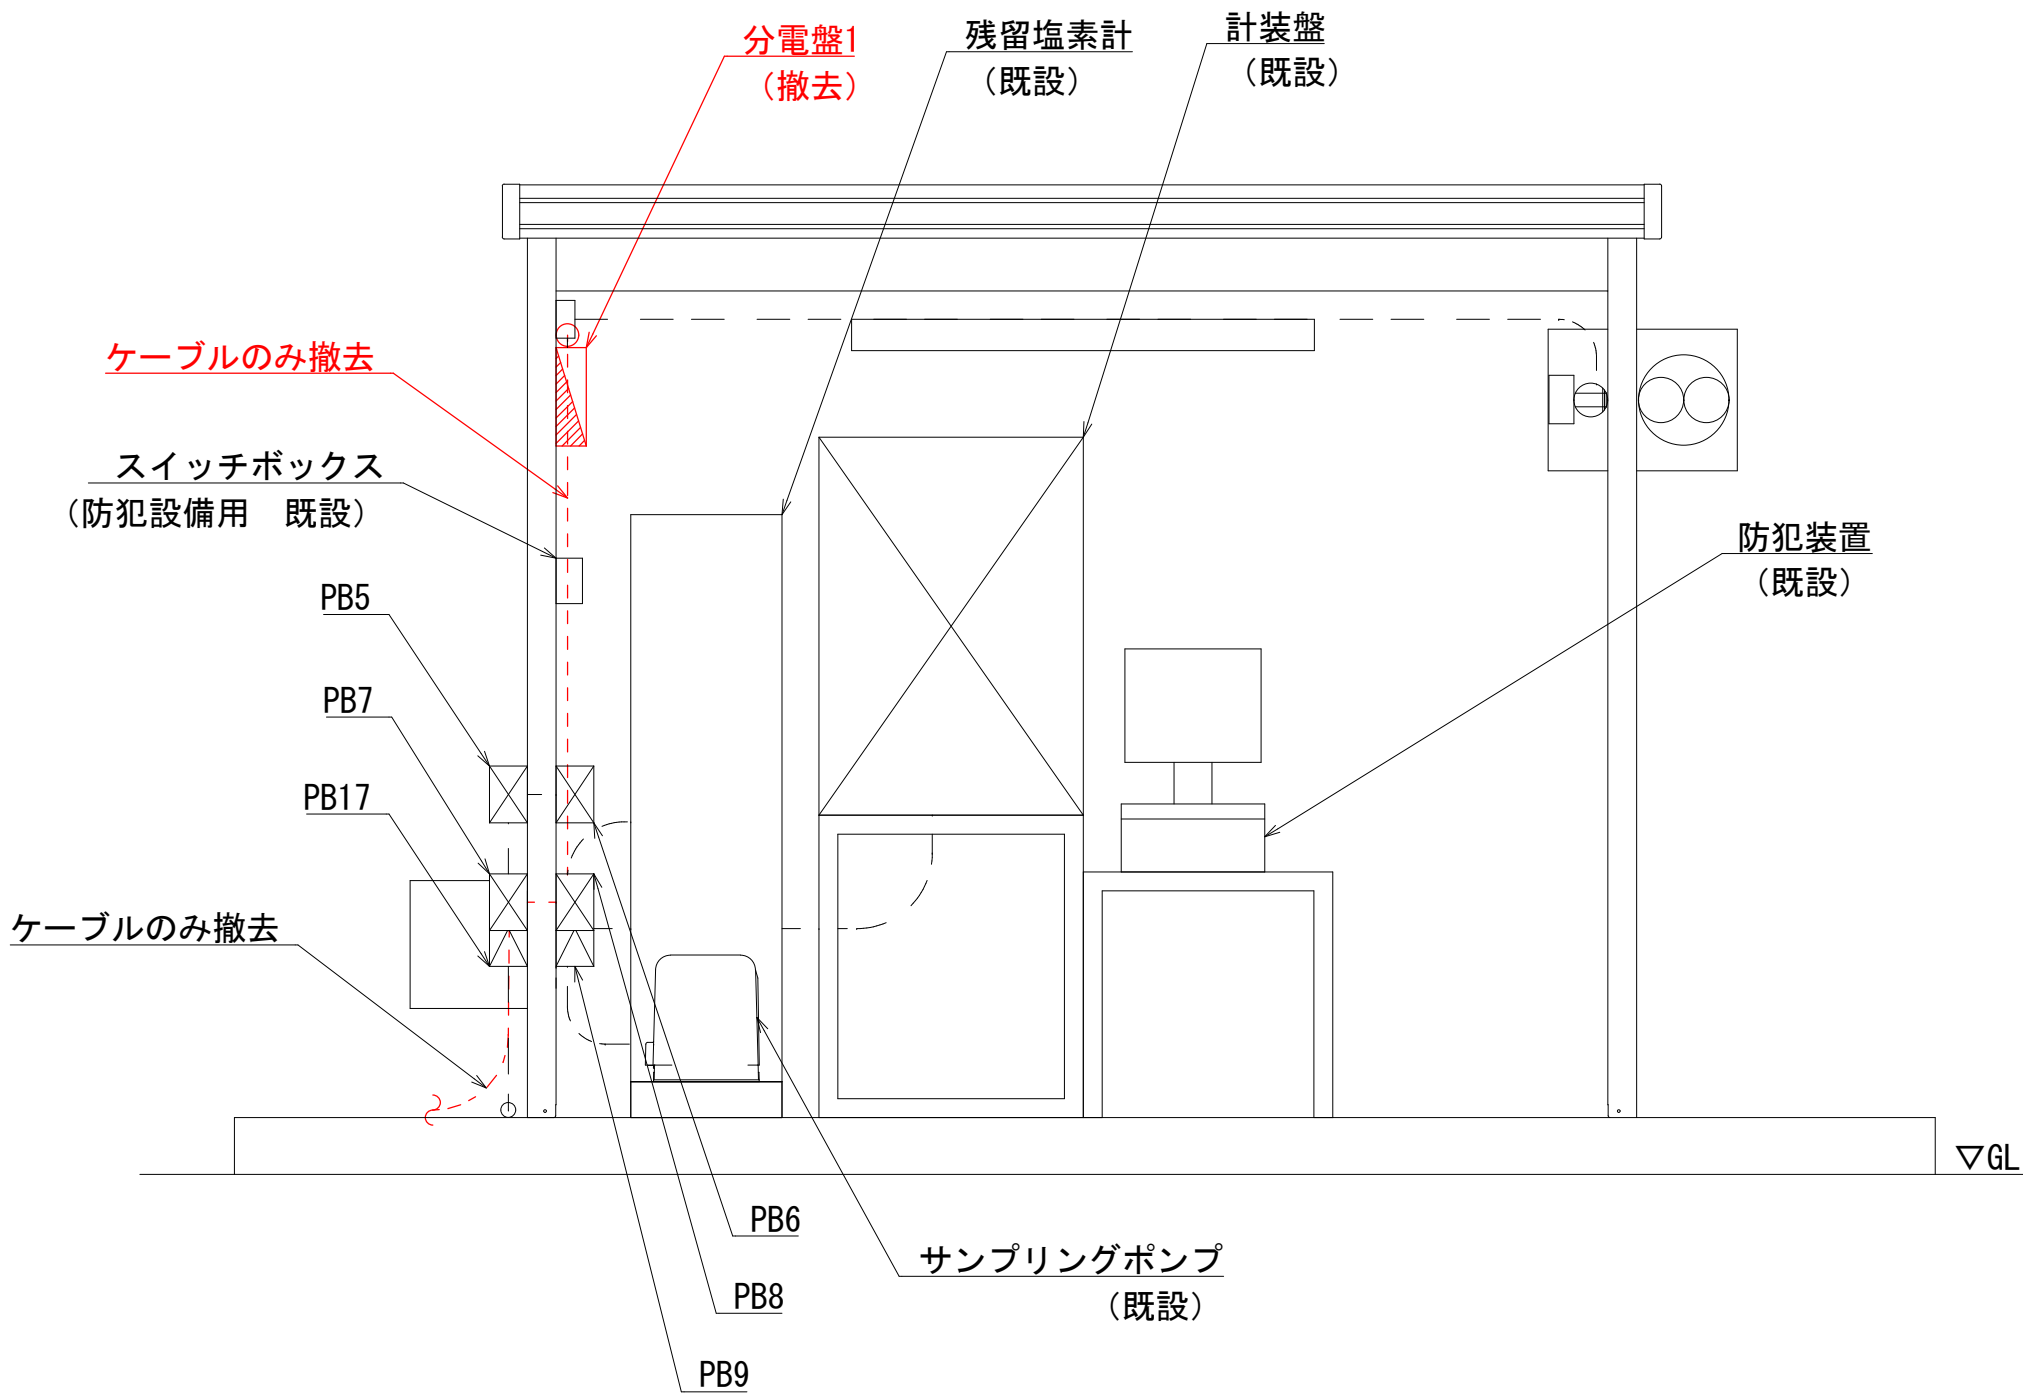 分電盤1
(撤去)
残留塩素計
(既設)
計装盤
(既設)
ケーブルのみ撤去
スイッチボックス
(防犯設備用　既設)
防犯装置
(既設)
PB5
PB7
PB17
ケーブルのみ撤去
▽GL
PB6
サンプリングポンプ
(既設)
PB8
PB9